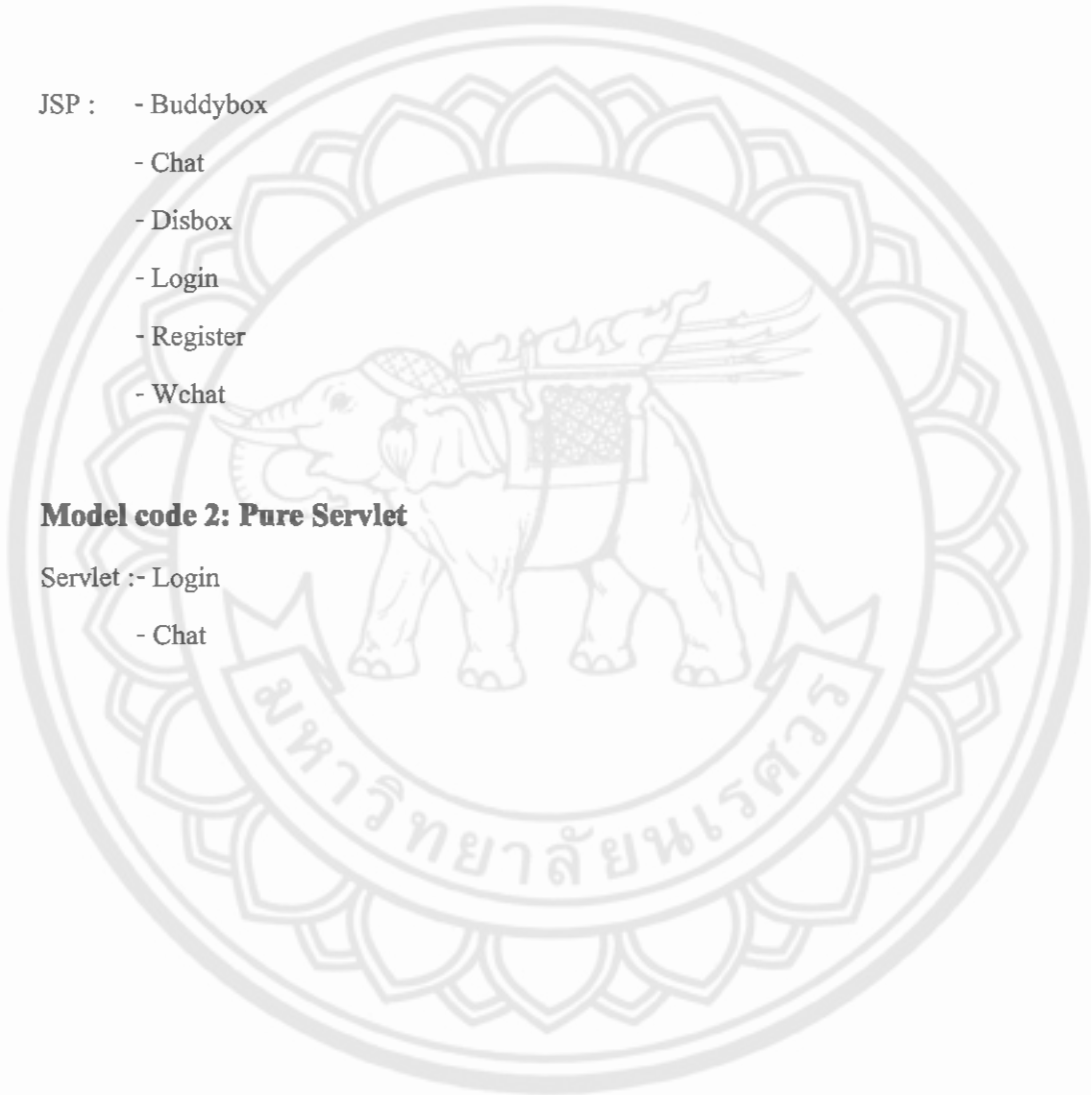 JSP : - Buddybox
- Chat
- Disbox
- Login
- Register
- Wchat
Model code 2: Pure Servlet
Servlet :- Login
- Chat
มหาวิทยาลัยนเรศวร